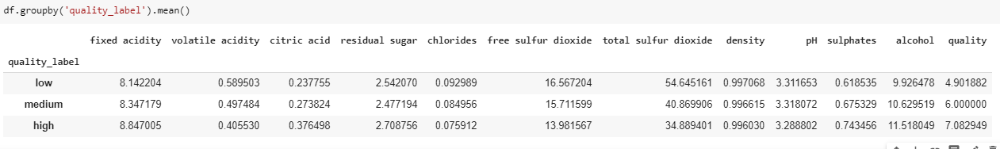 df.groupby('quality_label').mean()
fixed acidity volatile acidity citric acid residual sugar chlorides free sulfur dioxide total sulfur dioxide density pH sulphates alcohol quality
quality_label
low 8.142204 0.589503 0.237755 2.542070 0.092989 16.567204 54.645161 0.997068 3.311653 0.618535 9.926478 4.901882
medium 8.347179 0.497484 0.273824 2.477194 0.084956 15.711599 40.869906 0.996615 3.318072 0.675329 10.629519 6.000000
high 8.847005 0.405530 0.376498 2.708756 0.075912 13.981567 34.889401 0.996030 3.288802 0.743456 11.518049 7.082949